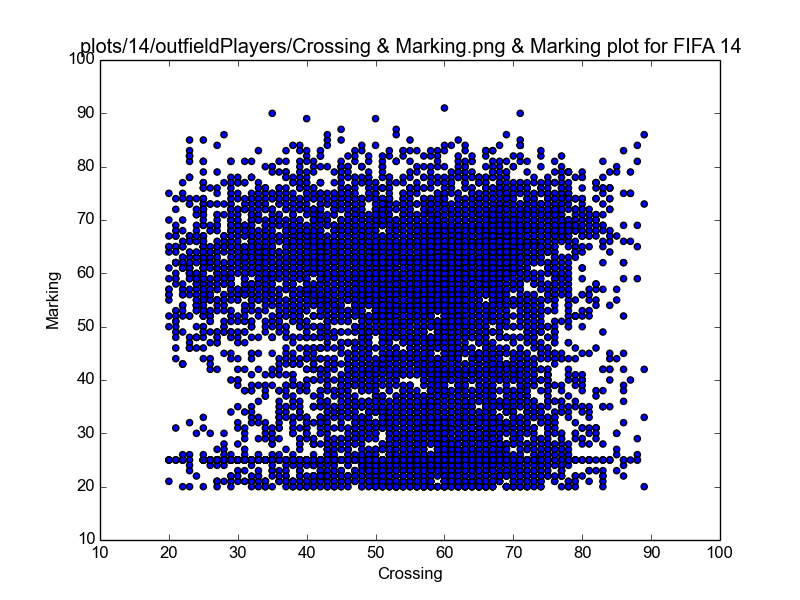 plots/14/outfieldPlayers/Crossing & Marking.png & Marking plot for FIFA 14
100
90
80
70
60
50
40
30
20
10
Marking
10 20 30 40 50 60 70 80 90 100
Crossing